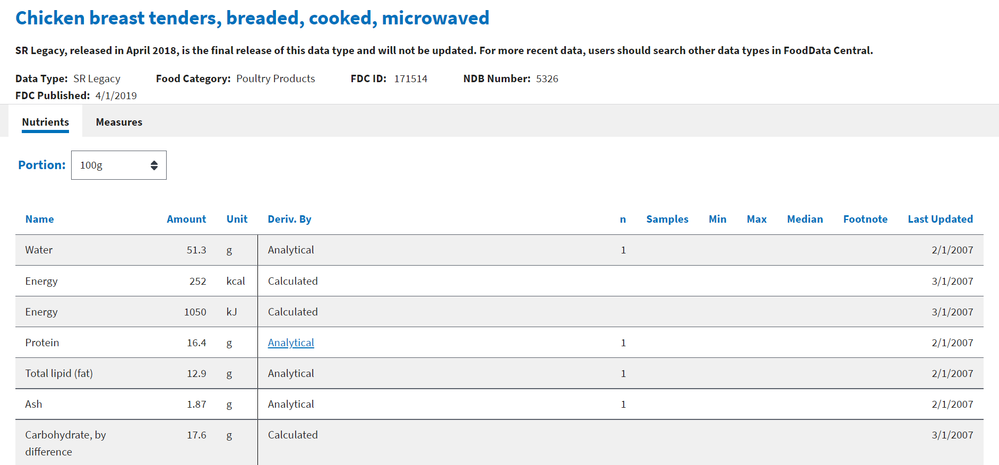 Chicken breast tenders, breaded, cooked, microwaved
SR Legacy, released in April 2018, is the final release of this data type and will not be updated. For more recent data, users should search other data types in FoodData Central.
Data Type: SR Legacy Food Category: Poultry Products FDC ID: 171514 NDB Number: 5326
FDC Published: 4/1/2019
Nutrients Measures
Portion: 100g
Name Amount Unit Deriv. By n Samples Min Max Median Footnote Last Updated
Water 51.3 g Analytical 1 2/1/2007
Energy 252 kcal Calculated 3/1/2007
Energy 1050 kJ Calculated 3/1/2007
Protein 16.4 g Analytical 1 2/1/2007
Total lipid (fat) 12.9 g Analytical 1 2/1/2007
Ash 1.87 g Analytical 1 2/1/2007
Carbohydrate, by 17.6 g Calculated 3/1/2007
difference